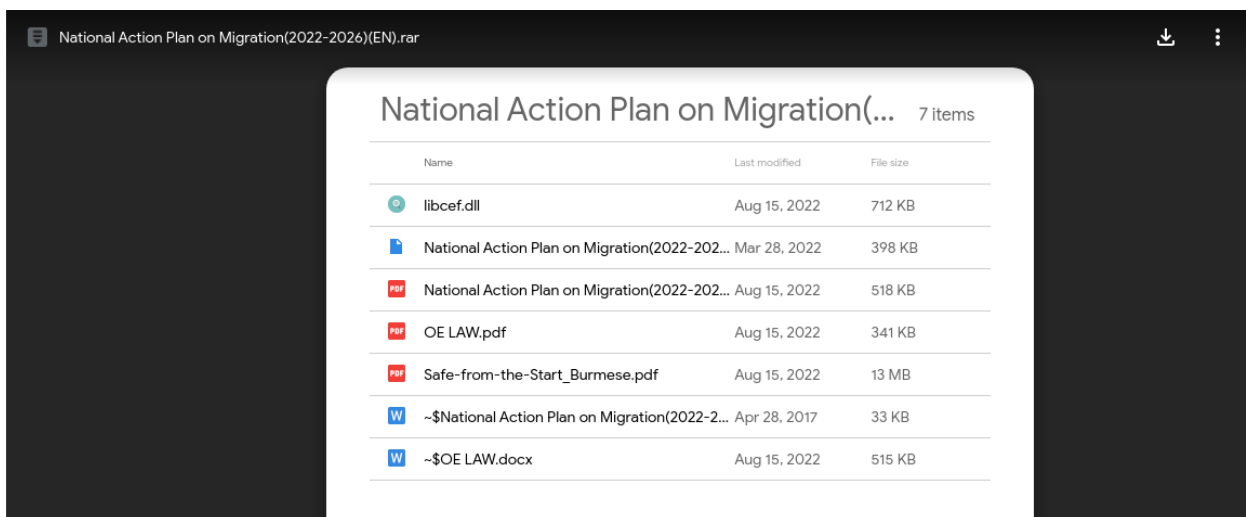 National Action Plan on Migration(2022-2026)(EN).rar
National Action Plan on Migration(... 7 items
Name Last modified File size
libcef.dll Aug 15, 2022 712 KB
National Action Plan on Migration(2022-202... Mar 28, 2022 398 KB
PDF National Action Plan on Migration(2022-202... Aug 15, 2022 518 KB
PDF OE LAW.pdf Aug 15, 2022 341 KB
PDF Safe-from-the-Start_Burmese.pdf Aug 15, 2022 13 MB
W ~$National Action Plan on Migration(2022-2... Apr 28, 2017 33 KB
W ~$OE LAW.docx Aug 15, 2022 515 KB